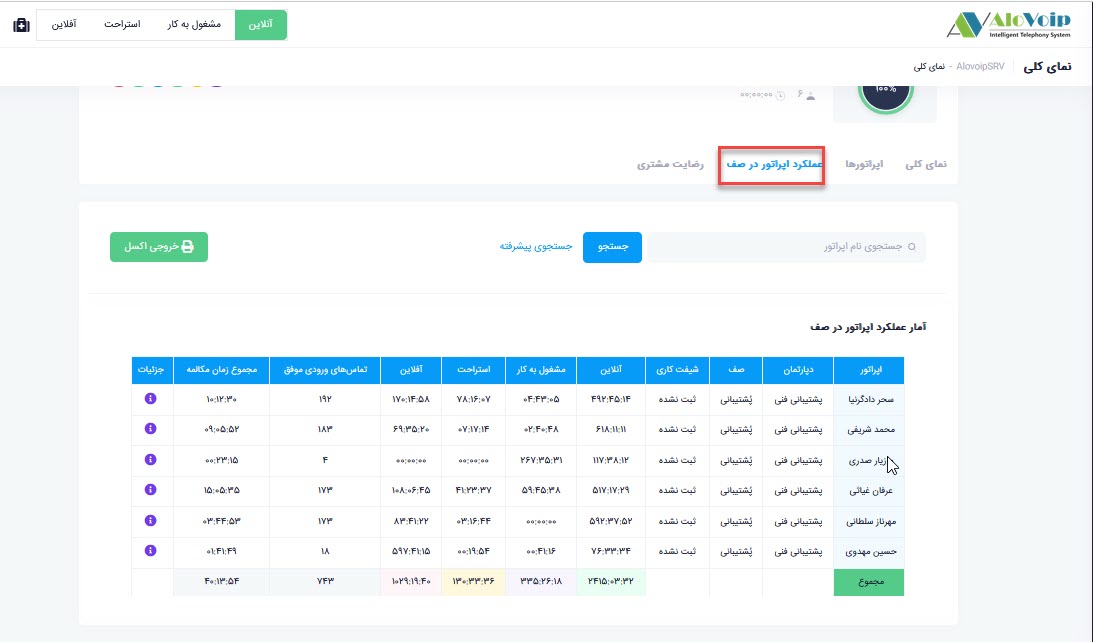 آنلاین مشغول به کار استراحت آفلاین
AloVoip
Intelligent Telephony System
نمای کلی AlovoipSRV - نمای کلی
۱۰۰%
۶ ۰۰:۰۰:۰۰
نمای کلی اپراتورها عملکرد اپراتور در صف رضایت مشتری
جستجوی نام اپراتور جستجو جستجوی پیشرفته خروجی اکسل
آمار عملکرد اپراتور در صف
اپراتور دپارتمان صف شیفت کاری آنلاین مشغول به کار استراحت آفلاین تماس‌های ورودی موفق مجموع زمان مکالمه جزئیات
سحر دادگرنیا پشتیبانی فنی پُشتیبانی ثبت نشده ۴۹۲:۴۵:۱۴ ۰۴:۴۳:۰۵ ۷۸:۱۶:۰۷ ۱۷۰:۱۴:۵۸ ۱۹۲ ۱۰:۱۲:۳۰
محمد شریفی پشتیبانی فنی پُشتیبانی ثبت نشده ۶۱۸:۱۱:۱۱ ۰۲:۴۰:۴۸ ۰۷:۱۷:۱۴ ۶۹:۳۵:۲۰ ۱۸۳ ۰۹:۰۵:۵۲
صدری پشتیبانی فنی پُشتیبانی ثبت نشده ۱۱۷:۳۸:۱۲ ۲۶۷:۳۵:۳۱ ۰۰:۰۰:۰۰ ۰۰:۰۰:۰۰ ۴ ۰۰:۲۳:۱۵
عرفان غیاثی پشتیبانی فنی پُشتیبانی ثبت نشده ۵۱۷:۱۷:۲۹ ۵۹:۴۵:۳۸ ۴۱:۲۳:۳۷ ۱۰۸:۰۶:۴۵ ۱۷۳ ۱۵:۰۵:۳۵
مهرناز سلطانی پشتیبانی فنی پُشتیبانی ثبت نشده ۵۹۲:۳۷:۵۲ ۰۰:۰۰:۰۰ ۰۳:۱۶:۴۴ ۸۳:۴۱:۲۲ ۱۷۳ ۰۳:۴۴:۵۳
حسین مهدوی پشتیبانی فنی پُشتیبانی ثبت نشده ۷۶:۳۳:۳۴ ۰۰:۴۱:۱۶ ۰۰:۱۹:۵۴ ۵۹۷:۴۱:۱۵ ۱۸ ۰۱:۴۱:۴۹
مجموع ۲۴۱۵:۰۳:۳۲ ۳۳۵:۲۶:۱۸ ۱۳۰:۳۳:۳۶ ۱۰۲۹:۱۹:۴۰ ۷۴۳ ۴۰:۱۳:۵۴